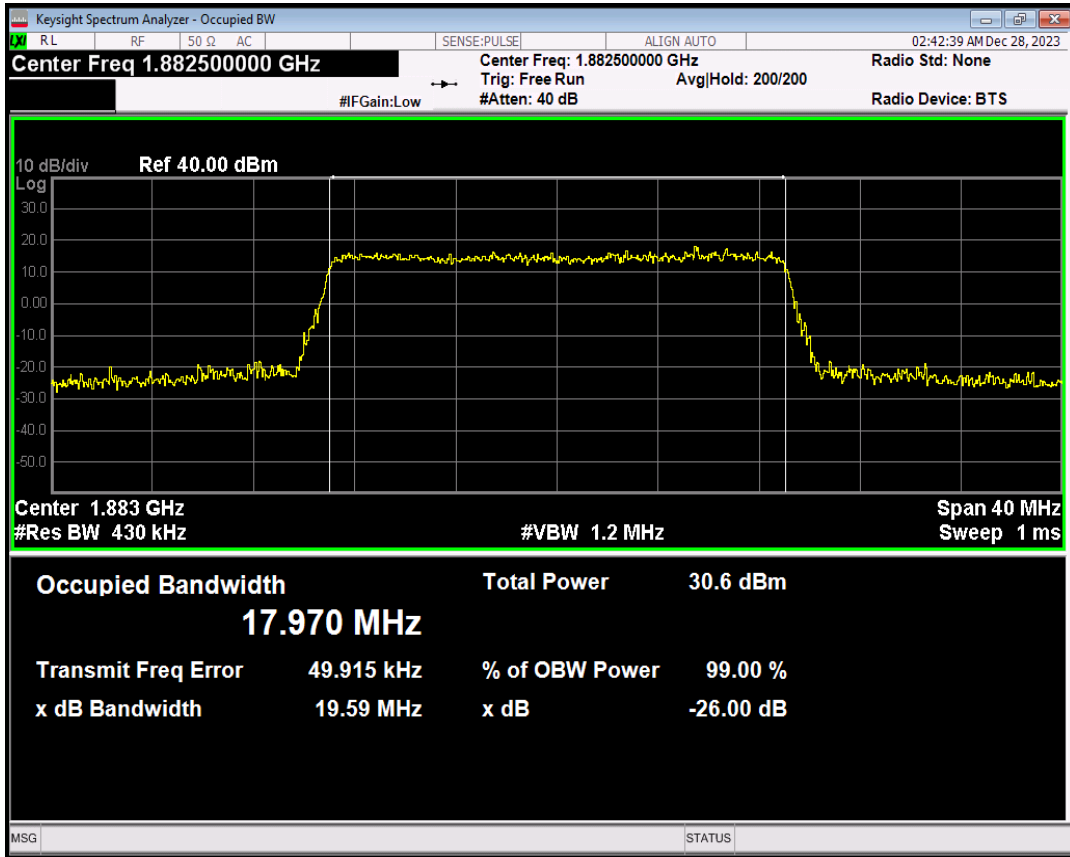 Keysight Spectrum Analyzer - Occupied BW
LXI RL RF 50 Ω AC SENSE:PULSE ALIGN AUTO 02:42:39 AM Dec 28, 2023
Center Freq 1.882500000 GHz Center Freq: 1.882500000 GHz Radio Std: None
Trig: Free Run Avg|Hold: 200/200
#IFGain:Low #Atten: 40 dB Radio Device: BTS
10 dB/div Ref 40.00 dBm
Log
30.0
20.0
10.0
0.00
-10.0
-20.0
-30.0
-40.0
-50.0
Center 1.883 GHz Span 40 MHz
#Res BW 430 kHz #VBW 1.2 MHz Sweep 1 ms
Occupied Bandwidth Total Power 30.6 dBm
17.970 MHz
Transmit Freq Error 49.915 kHz % of OBW Power 99.00 %
x dB Bandwidth 19.59 MHz x dB -26.00 dB
MSG STATUS